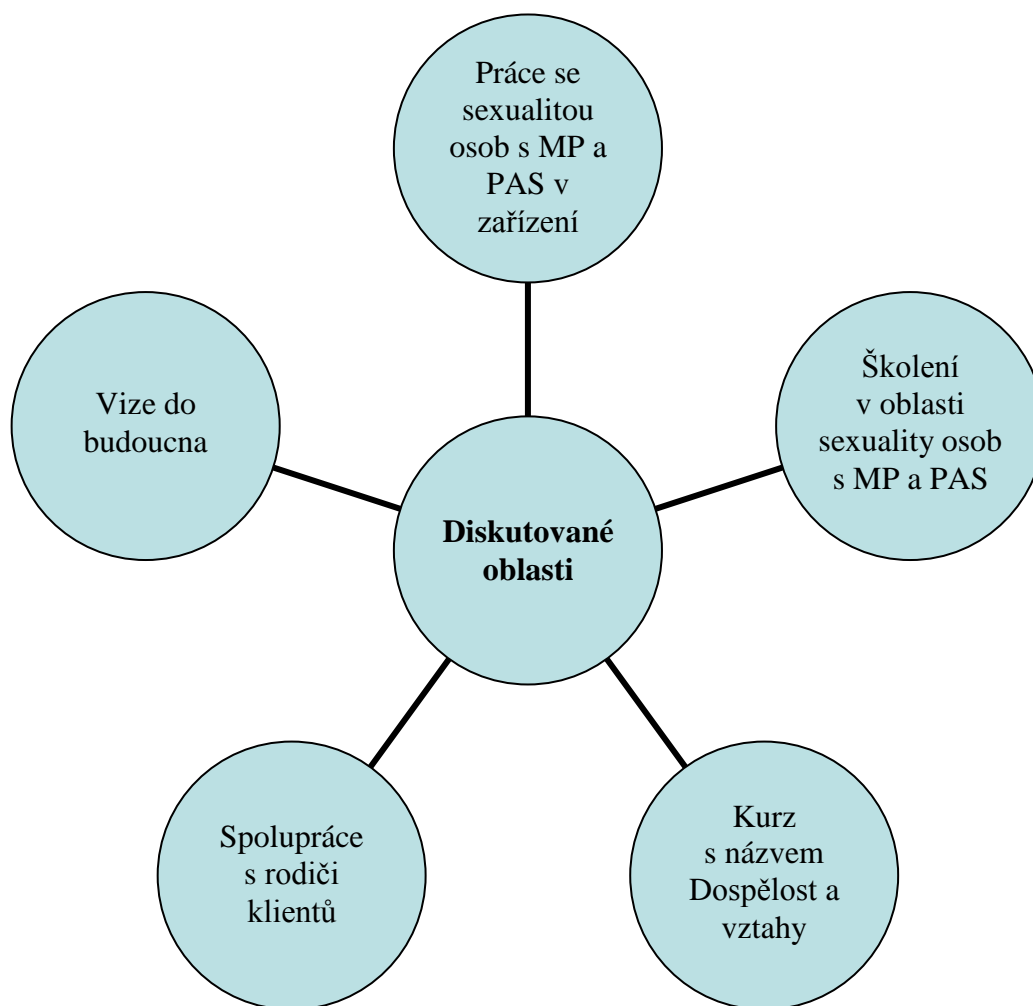 Práce se
sexualitou
osob s MP a
PAS v
zařízení
Vize do
budoucna
Školení
v oblasti
sexuality osob
s MP a PAS
Diskutované
oblasti
Spolupráce
s rodiči
klientů
Kurz
s názvem
Dospělost a
vztahy